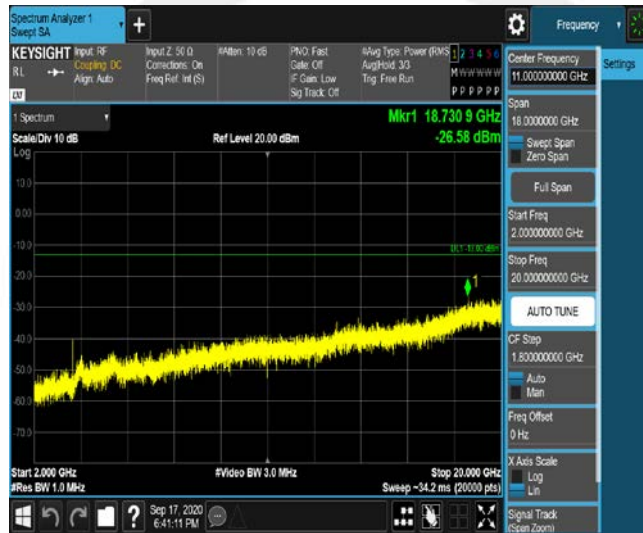 Spectrum Analyzer 1
Swept SA
+
Frequency
KEYSIGHT
RL
Input: RF
Coupling: DC
Align: Auto
Input Z: 50 Ω
Corrections: On
Freq Ref: Int (S)
#Atten: 10 dB
PNO: Fast
Gate: Off
IF Gain: Low
Sig Track: Off
#Avg Type: Power (RMS
Avg|Hold: 3/3
Trig: Free Run
1 2 3 4 5 6
M W W W W W
P P P P P P
1 Spectrum
Scale/Div 10 dB
Ref Level 20.00 dBm
Mkr1 18.730 9 GHz
-26.58 dBm
Log
10.0
0.00
-10.0
-20.0
-30.0
-40.0
-50.0
-60.0
-70.0
DL1 -13.00 dBm
1
Start 2.000 GHz
#Video BW 3.0 MHz
Stop 20.000 GHz
#Res BW 1.0 MHz
Sweep ~34.2 ms (20000 pts)
?
Sep 17, 2020
6:41:11 PM
Center Frequency
11.000000000 GHz
Settings
Span
18.0000000 GHz
Swept Span
Zero Span
Full Span
Start Freq
2.000000000 GHz
Stop Freq
20.000000000 GHz
AUTO TUNE
CF Step
1.800000000 GHz
Auto
Man
Freq Offset
0 Hz
X Axis Scale
Log
Lin
Signal Track
(Span Zoom)